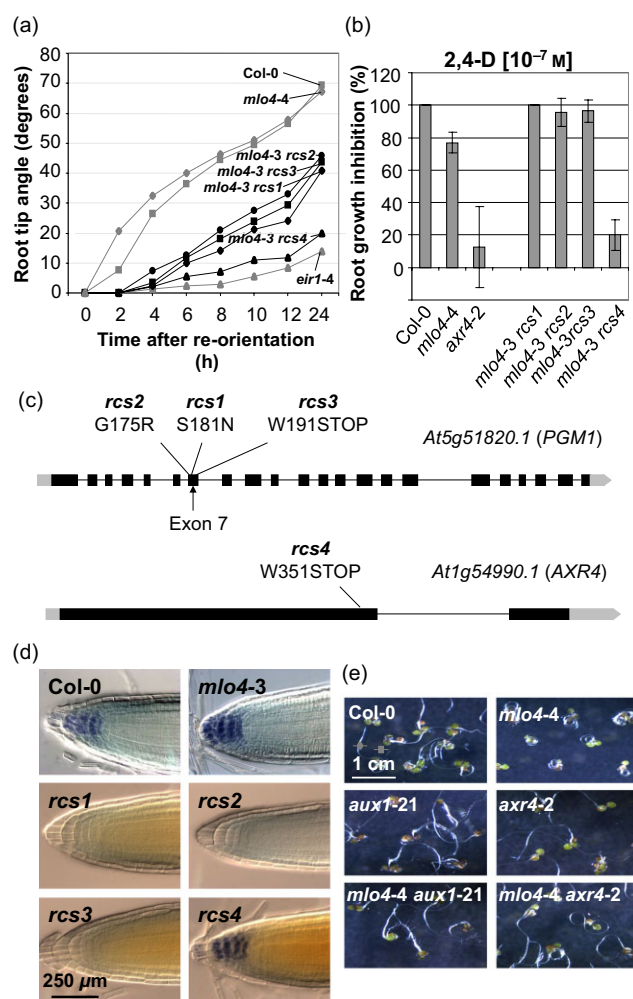 (a)
Root tip angle (degrees)
80
70
60
50
40
30
20
10
0
Col-0
mlo4-4
mlo4-3 rcs2
mlo4-3 rcs3
mlo4-3 rcs1
mlo4-3 rcs4
eir1-4
0 2 4 6 8 10 10 12 24
Time after re-orientation
(h)
(b)
2,4-D [10⁻⁷ M]
Root growth inhibition (%)
120
100
80
60
40
20
0
20
Col-0
mlo4-4
axr4-2
mlo4-3 rcs1
mlo4-3 rcs2
mlo4-3rcs3
mlo4-3 rcs4
(c)
rcs2 rcs1 rcs3
G175R S181N W191STOP
At5g51820.1 (PGM1)
Exon 7
rcs4
W351STOP
At1g54990.1 (AXR4)
(d)
Col-0
mlo4-3
rcs1
rcs2
rcs3
rcs4
250 µm
(e)
Col-0
mlo4-4
1 cm
aux1-21
axr4-2
mlo4-4 aux1-21
mlo4-4 axr4-2